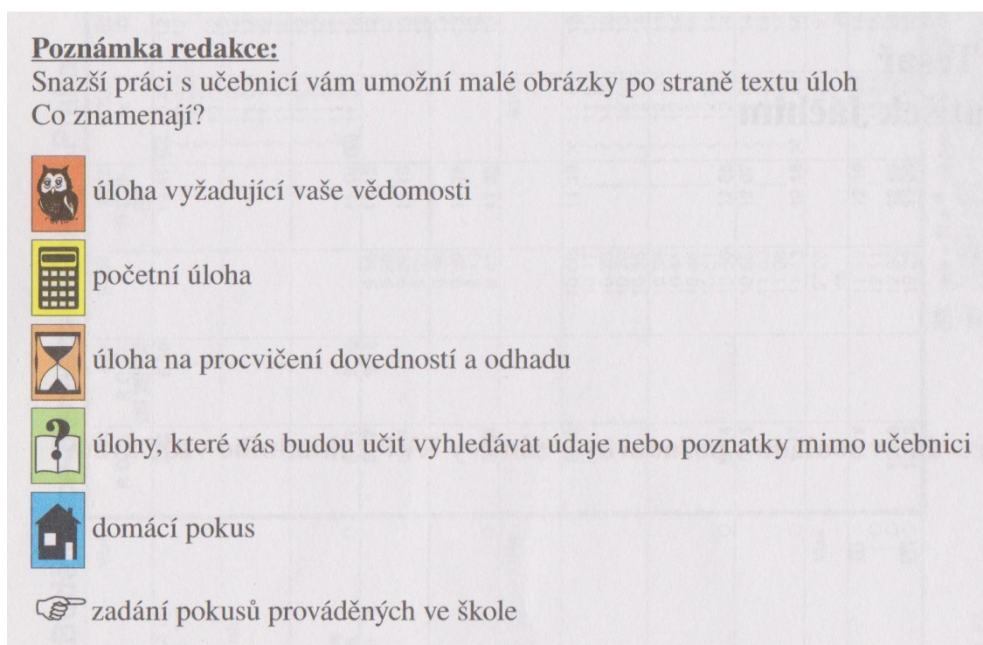 Poznámka redakce:
Snazší práci s učebnicí vám umožní malé obrázky po straně textu úloh
Co znamenají?
úloha vyžadující vaše vědomosti
početní úloha
úloha na procvičení dovedností a odhadu
úlohy, které vás budou učit vyhledávat údaje nebo poznatky mimo učebnici
domácí pokus
zadání pokusů prováděných ve škole